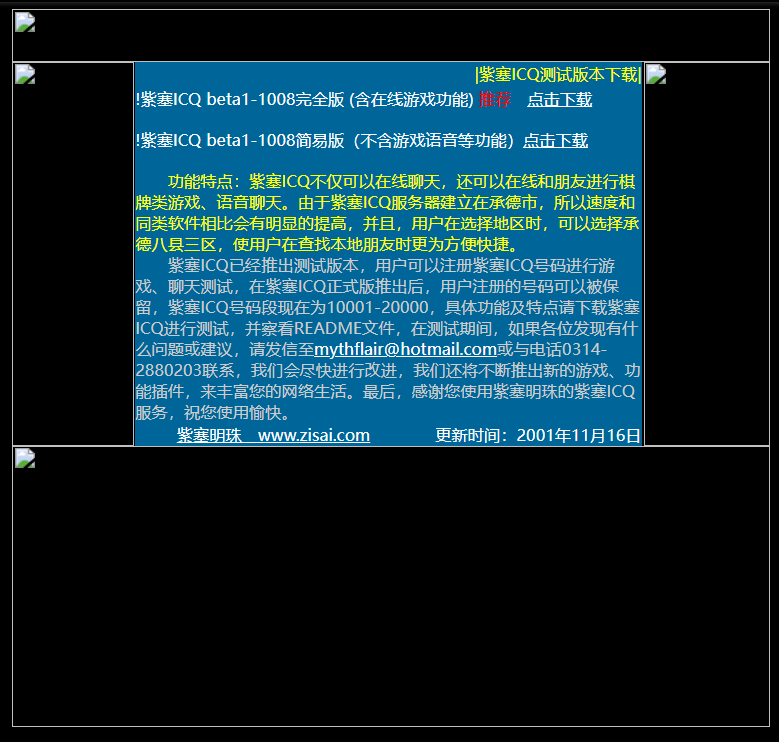 |紫塞ICQ测试版本下载|
!紫塞ICQ beta1-1008完全版 (含在线游戏功能) 推荐 点击下载
!紫塞ICQ beta1-1008简易版（不含游戏语音等功能）点击下载
功能特点：紫塞ICQ不仅可以在线聊天，还可以在线和朋友进行棋
牌类游戏、语音聊天。由于紫塞ICQ服务器建立在承德市，所以速度和
同类软件相比会有明显的提高，并且，用户在选择地区时，可以选择承
德八县三区，使用户在查找本地朋友时更为方便快捷。
紫塞ICQ已经推出测试版本，用户可以注册紫塞ICQ号码进行游
戏、聊天测试，在紫塞ICQ正式版推出后，用户注册的号码可以被保
留，紫塞ICQ号码段现在为10001-20000，具体功能及特点请下载紫塞
ICQ进行测试，并察看README文件，在测试期间，如果各位发现有什
么问题或建议，请发信至mythflair@hotmail.com或与电话0314-
2880203联系，我们会尽快进行改进，我们还将不断推出新的游戏、功
能插件，来丰富您的网络生活。最后，感谢您使用紫塞明珠的紫塞ICQ
服务，祝您使用愉快。
紫塞明珠 www.zisai.com 更新时间：2001年11月16日